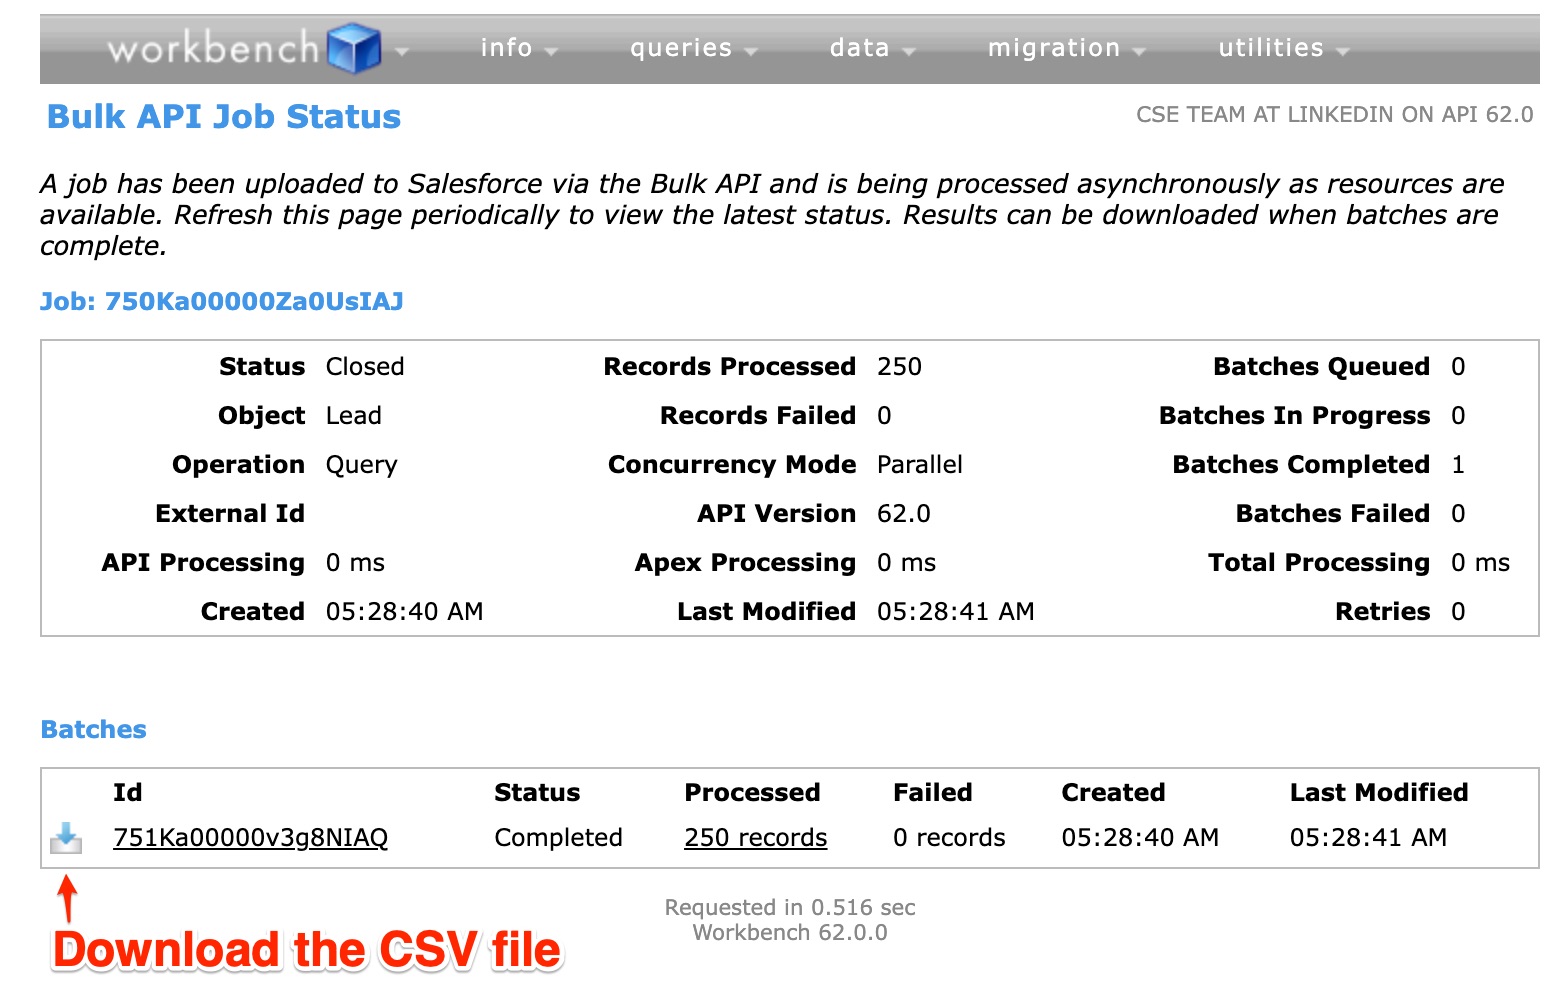 workbench info queries data migration utilities
Bulk API Job Status CSE TEAM AT LINKEDIN ON API 62.0
A job has been uploaded to Salesforce via the Bulk API and is being processed asynchronously as resources are
available. Refresh this page periodically to view the latest status. Results can be downloaded when batches are
complete.
Job: 750Ka00000Za0UsIAJ
Status Closed Records Processed 250 Batches Queued 0
Object Lead Records Failed 0 Batches In Progress 0
Operation Query Concurrency Mode Parallel Batches Completed 1
External Id API Version 62.0 Batches Failed 0
API Processing 0 ms Apex Processing 0 ms Total Processing 0 ms
Created 05:28:40 AM Last Modified 05:28:41 AM Retries 0
Batches
Id Status Processed Failed Created Last Modified
751Ka00000v3g8NIAQ Completed 250 records 0 records 05:28:40 AM 05:28:41 AM
Requested in 0.516 sec
Workbench 62.0.0
Download the CSV file